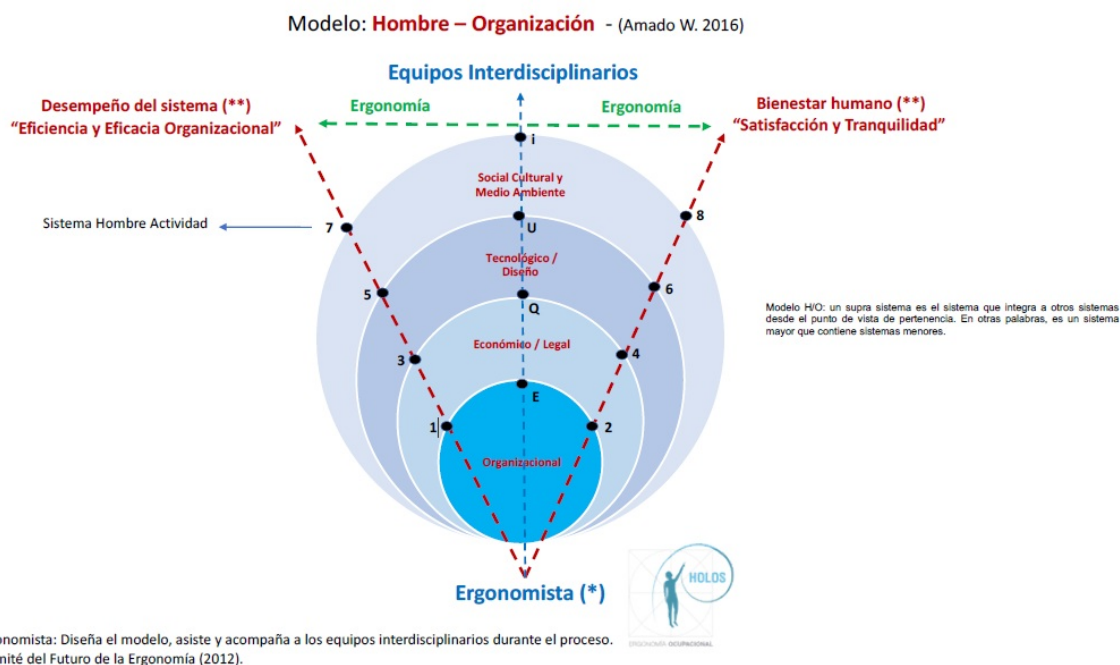 Modelo: Hombre – Organización - (Amado W. 2016)
Equipos Interdisciplinarios
Desempeño del sistema (**)
“Eficiencia y Eficacia Organizacional”
Ergonomía
Ergonomía
Bienestar humano (**)
“Satisfacción y Tranquilidad”
i
Social Cultural y
Medio Ambiente
Sistema Hombre Actividad
7
8
U
Tecnológico /
Diseño
5
6
Q
Modelo H/O: un supra sistema es el sistema que integra a otros sistemas
desde el punto de vista de pertenencia. En otras palabras, es un sistema
mayor que contiene sistemas menores.
Económico / Legal
3
4
E
1
2
Organizacional
Ergonomista (*)
HOLOS
ERGONOMÍA OCUPACIONAL
onomista: Diseña el modelo, asiste y acompaña a los equipos interdisciplinarios durante el proceso.
mité del Futuro de la Ergonomía (2012).